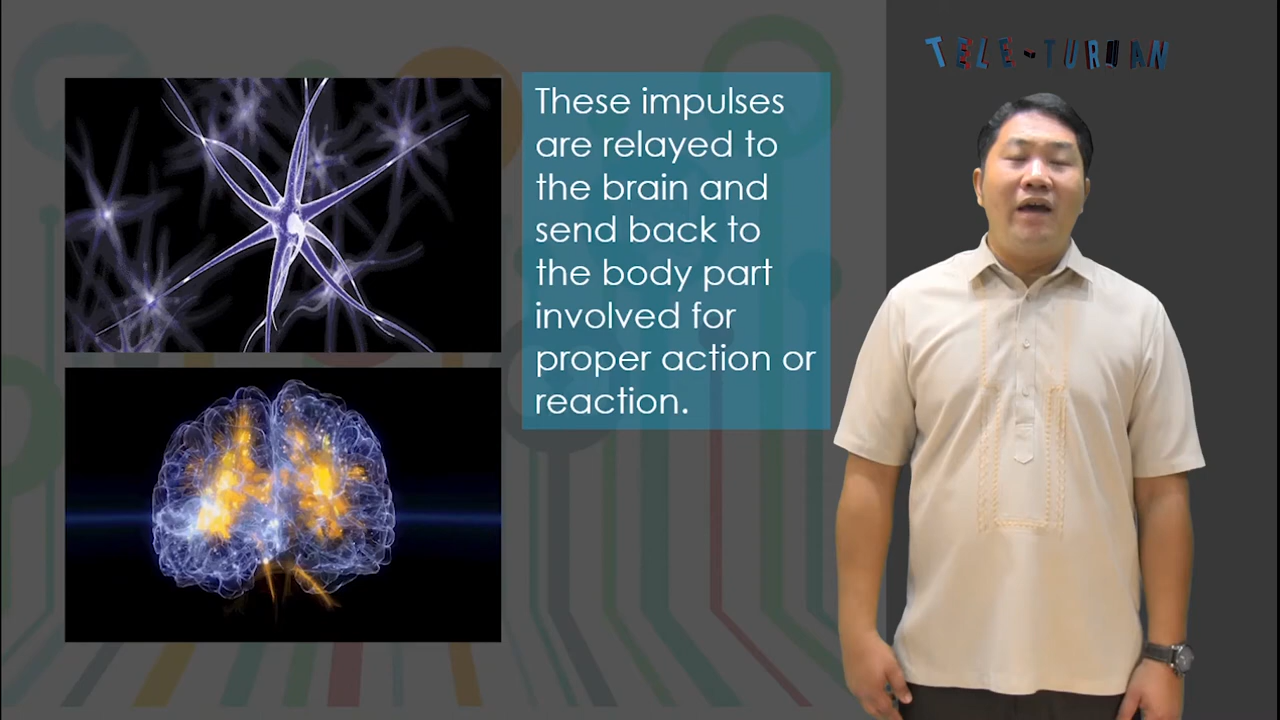 TELE-TURUAN
These impulses
are relayed to
the brain and
send back to
the body part
involved for
proper action or
reaction.